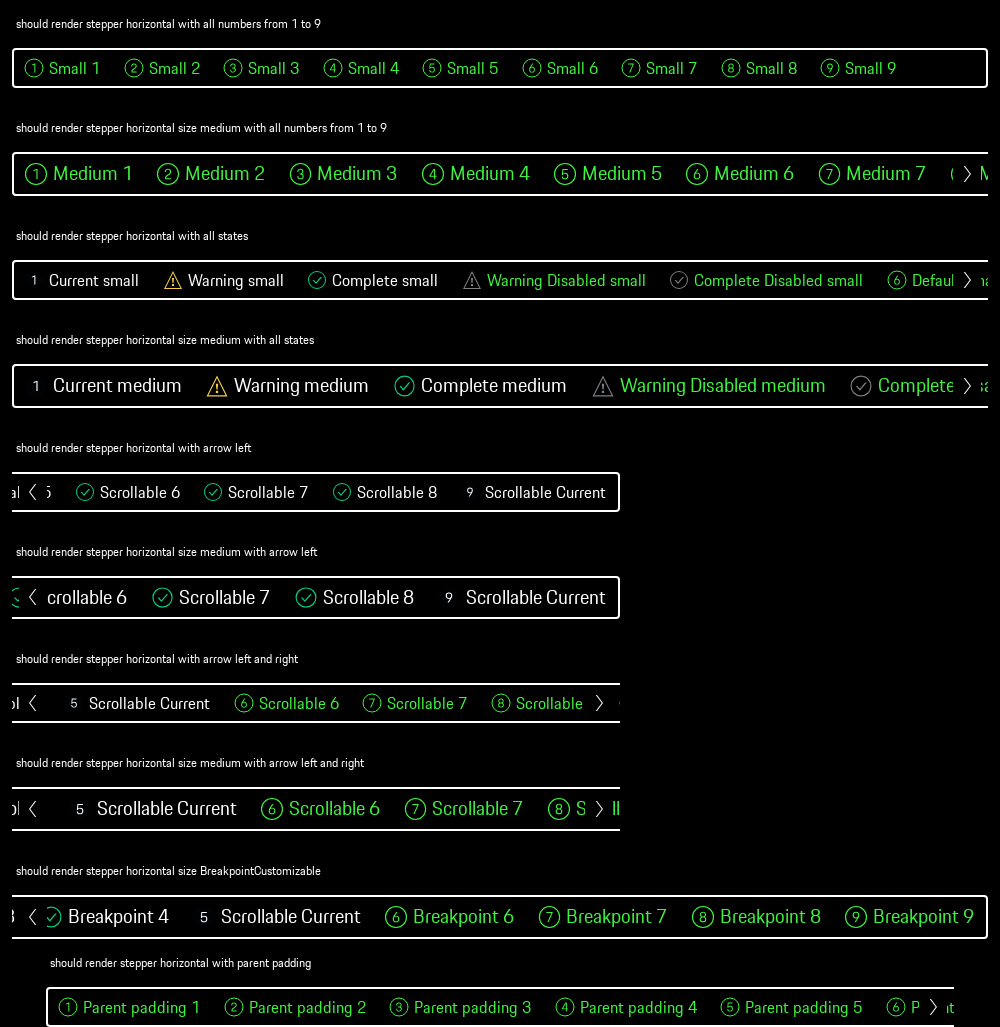 should render stepper horizontal with all numbers from 1 to 9
1 Small 1 2 Small 2 3 Small 3 4 Small 4 5 Small 5 6 Small 6 7 Small 7 8 Small 8 9 Small 9
should render stepper horizontal size medium with all numbers from 1 to 9
1 Medium 1 2 Medium 2 3 Medium 3 4 Medium 4 5 Medium 5 6 Medium 6 7 Medium 7
should render stepper horizontal with all states
1 Current small Warning small Complete small Warning Disabled small Complete Disabled small 6 Defaul
should render stepper horizontal size medium with all states
1 Current medium Warning medium Complete medium Warning Disabled medium Complete
should render stepper horizontal with arrow left
5 Scrollable 6 Scrollable 7 Scrollable 8 9 Scrollable Current
should render stepper horizontal size medium with arrow left
crollable 6 Scrollable 7 Scrollable 8 9 Scrollable Current
should render stepper horizontal with arrow left and right
5 Scrollable Current 6 Scrollable 6 7 Scrollable 7 8 Scrollable
should render stepper horizontal size medium with arrow left and right
5 Scrollable Current 6 Scrollable 6 7 Scrollable 7 8 S
should render stepper horizontal size BreakpointCustomizable
Breakpoint 4 5 Scrollable Current 6 Breakpoint 6 7 Breakpoint 7 8 Breakpoint 8 9 Breakpoint 9
should render stepper horizontal with parent padding
1 Parent padding 1 2 Parent padding 2 3 Parent padding 3 4 Parent padding 4 5 Parent padding 5 6 P